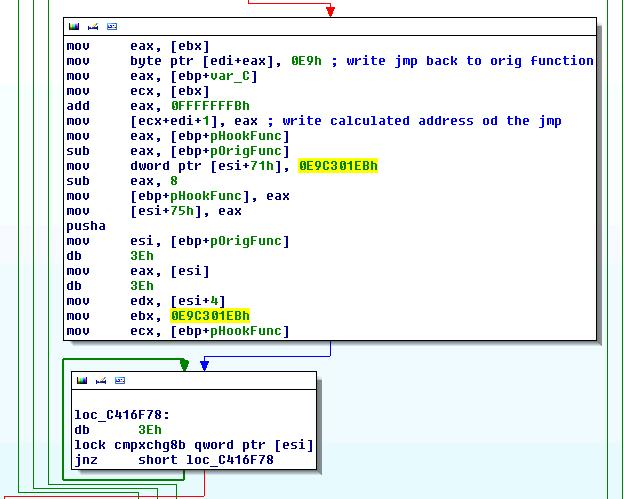 mov eax, [ebx]
mov byte ptr [edi+eax], 0E9h ; write jmp back to orig function
mov eax, [ebp+var_C]
mov ecx, [ebx]
add eax, 0FFFFFFFBh
mov [ecx+edi+1], eax ; write calculated address od the jmp
mov eax, [ebp+pHookFunc]
sub eax, [ebp+pOrigFunc]
mov dword ptr [esi+71h], 0E9C301EBh
sub eax, 8
mov [ebp+pHookFunc], eax
mov [esi+75h], eax
pusha
mov esi, [ebp+pOrigFunc]
db 3Eh
mov eax, [esi]
db 3Eh
mov edx, [esi+4]
mov ebx, 0E9C301EBh
mov ecx, [ebp+pHookFunc]
loc_C416F78:
db 3Eh
lock cmpxchg8b qword ptr [esi]
jnz short loc_C416F78